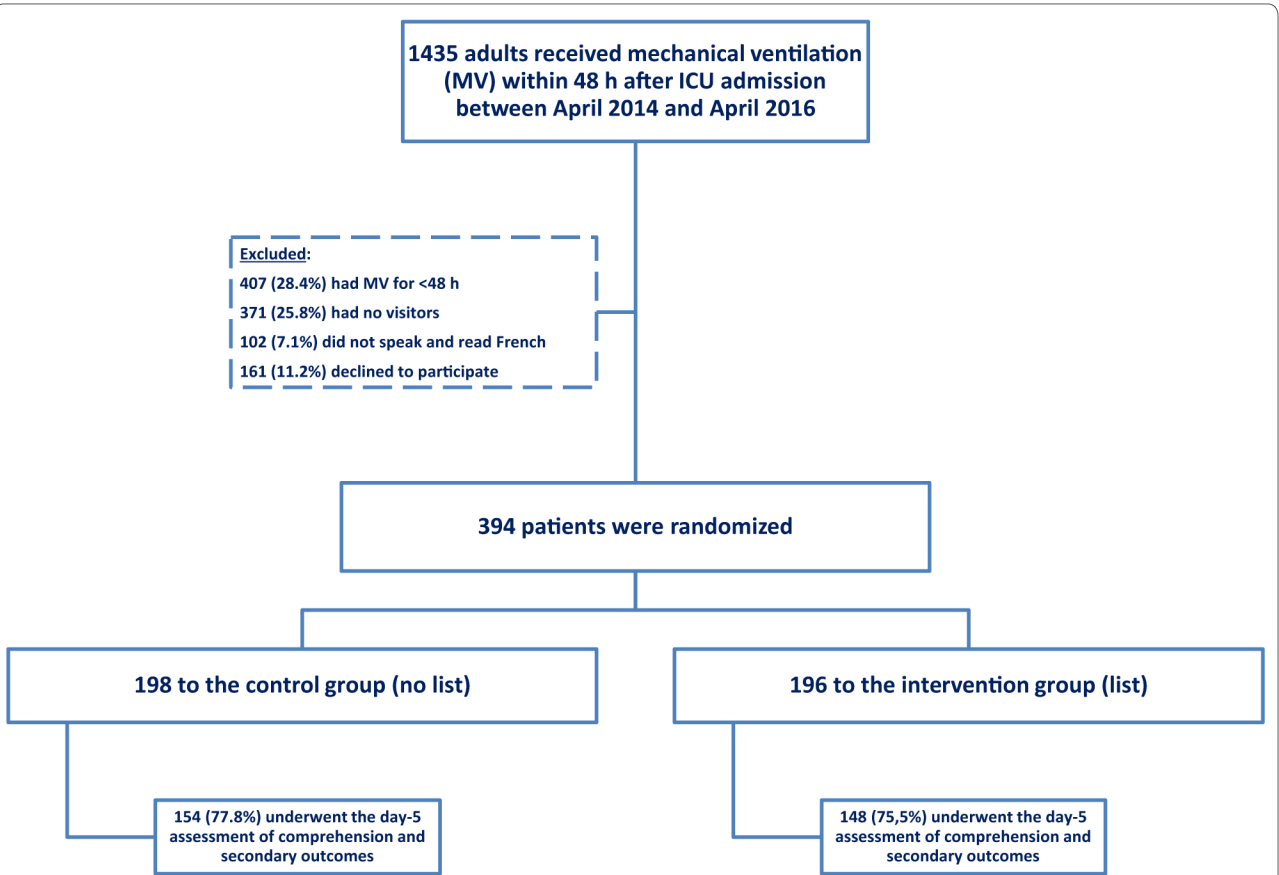 1435 adults received mechanical ventilation
(MV) within 48 h after ICU admission
between April 2014 and April 2016
Excluded:
407 (28.4%) had MV for <48 h
371 (25.8%) had no visitors
102 (7.1%) did not speak and read French
161 (11.2%) declined to participate
394 patients were randomized
198 to the control group (no list)
196 to the intervention group (list)
154 (77.8%) underwent the day-5
assessment of comprehension and
secondary outcomes
148 (75,5%) underwent the day-5
assessment of comprehension and
secondary outcomes